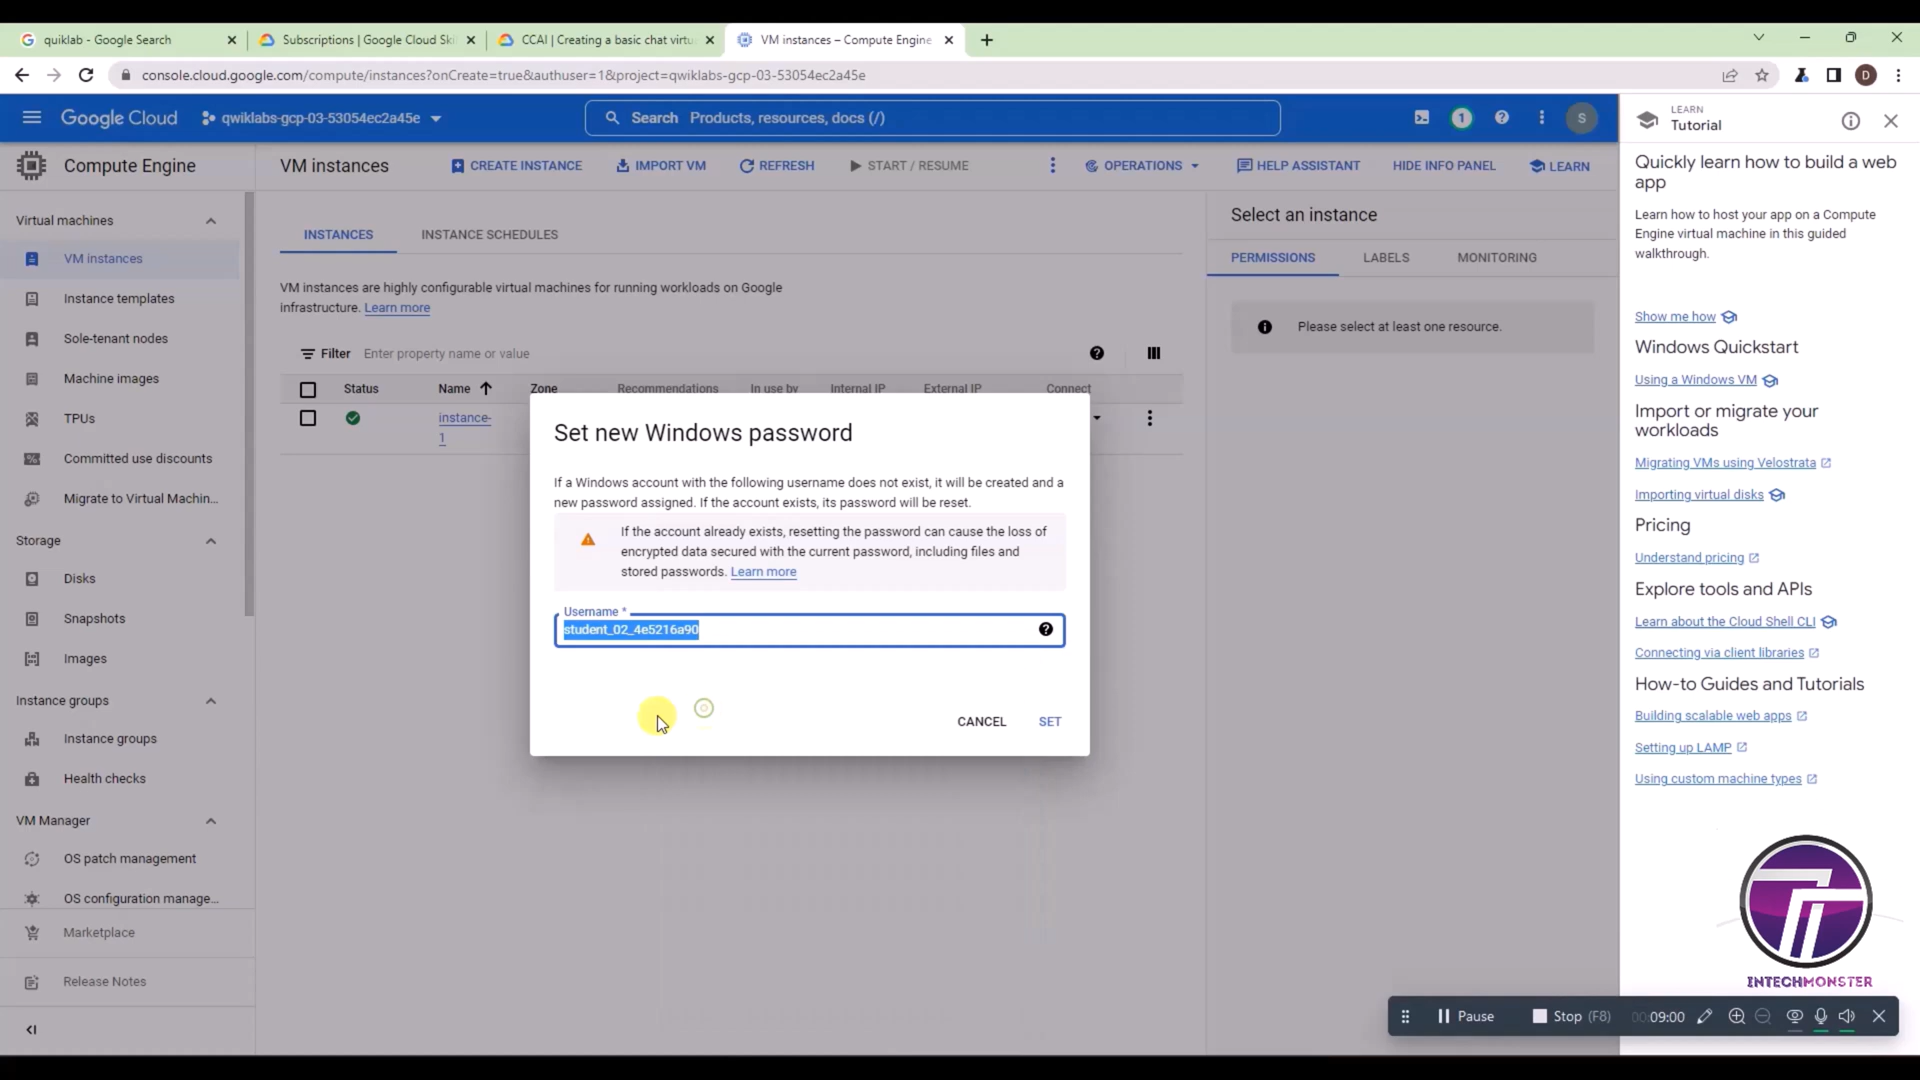 quiklab - Google Search
Subscriptions | Google Cloud Ski
CCAI | Creating a basic chat virtu
VM instances – Compute Engine
console.cloud.google.com/compute/instances?onCreate=true&authuser=1&project=qwiklabs-gcp-03-53054ec2a45e
D
Google Cloud
qwiklabs-gcp-03-53054ec2a45e
Search Products, resources, docs (/)
1
S
LEARN
Tutorial
Compute Engine
VM instances
CREATE INSTANCE
IMPORT VM
REFRESH
START / RESUME
OPERATIONS
HELP ASSISTANT
HIDE INFO PANEL
LEARN
Virtual machines
VM instances
Instance templates
Sole-tenant nodes
Machine images
TPUs
Committed use discounts
Migrate to Virtual Machin...
Storage
Disks
Snapshots
Images
Instance groups
Instance groups
Health checks
VM Manager
OS patch management
OS configuration manage...
Marketplace
Release Notes
INSTANCES
INSTANCE SCHEDULES
VM instances are highly configurable virtual machines for running workloads on Google
infrastructure. Learn more
Filter Enter property name or value
Status
Name
Zone
Recommendations
In use by
Internal IP
External IP
Connect
instance-
1
Set new Windows password
If a Windows account with the following username does not exist, it will be created and a
new password assigned. If the account exists, its password will be reset.
If the account already exists, resetting the password can cause the loss of
encrypted data secured with the current password, including files and
stored passwords. Learn more
Username *
student_02_4e5216a90
CANCEL
SET
Select an instance
PERMISSIONS
LABELS
MONITORING
Please select at least one resource.
Quickly learn how to build a web
app
Learn how to host your app on a Compute
Engine virtual machine in this guided
walkthrough.
Show me how
Windows Quickstart
Using a Windows VM
Import or migrate your
workloads
Migrating VMs using Velostrata
Importing virtual disks
Pricing
Understand pricing
Explore tools and APIs
Learn about the Cloud Shell CLI
Connecting via client libraries
How-to Guides and Tutorials
Building scalable web apps
Setting up LAMP
Using custom machine types
INTECHMONSTER
Pause
Stop (F8)
00:09:00